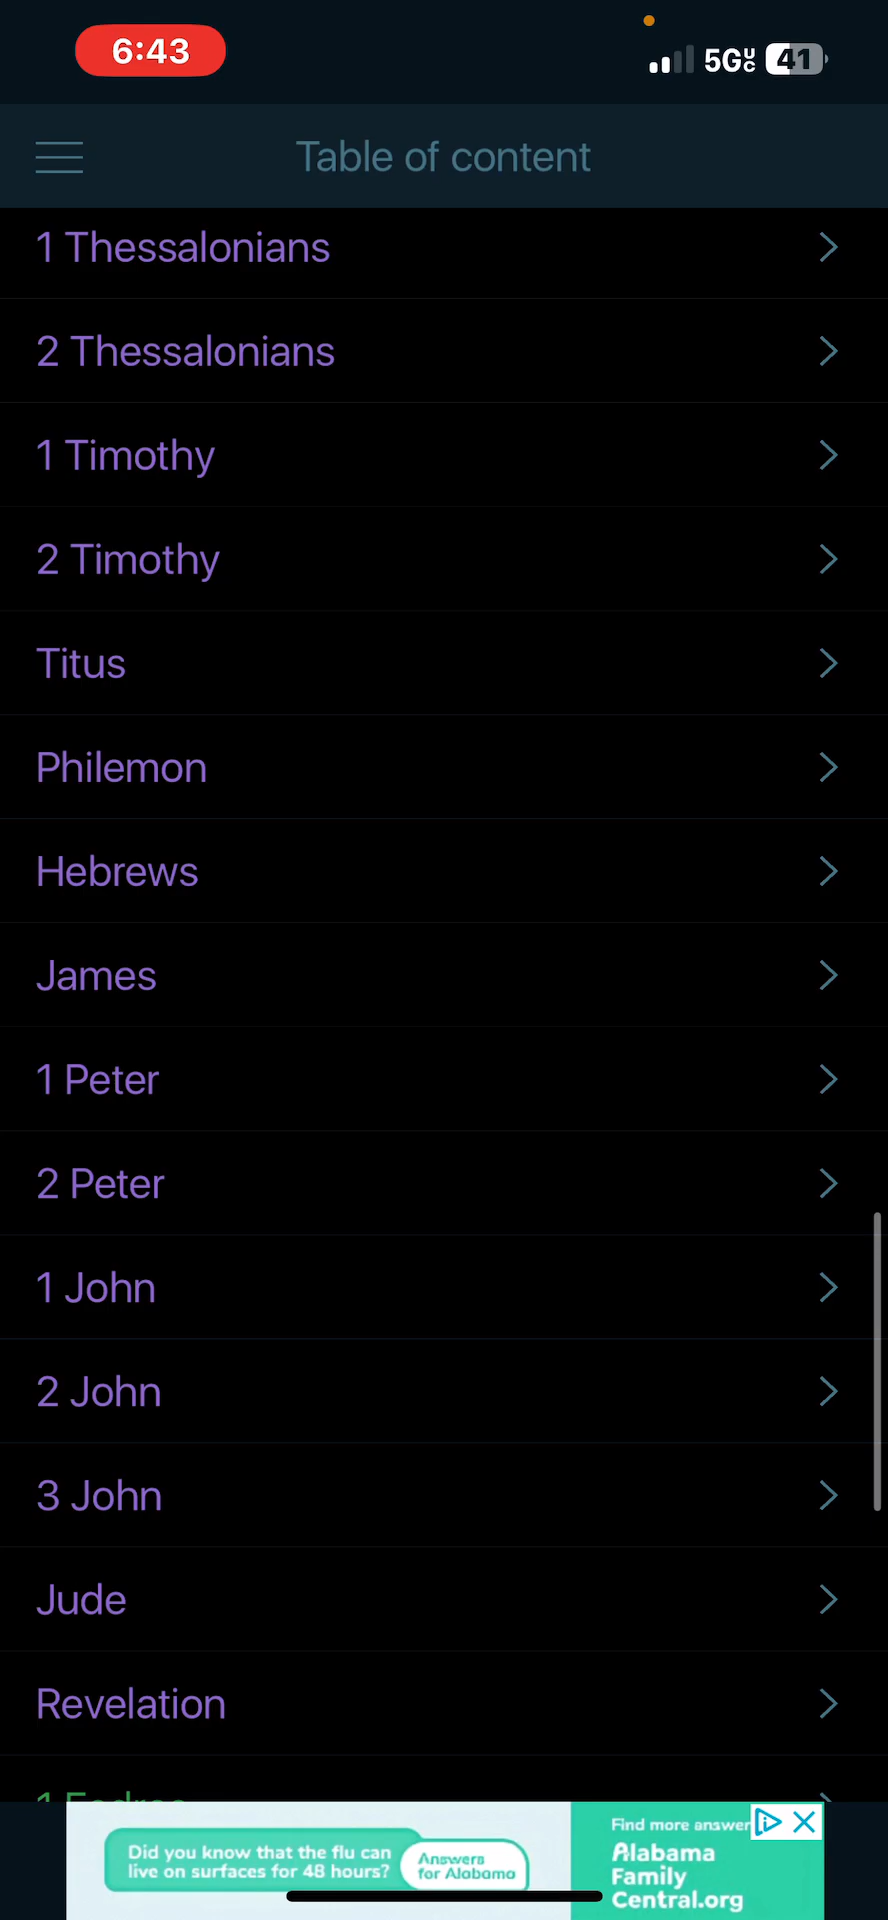 6:43
5G UC 41
Table of content
1 Thessalonians
2 Thessalonians
1 Timothy
2 Timothy
Titus
Philemon
Hebrews
James
1 Peter
2 Peter
1 John
2 John
3 John
Jude
Revelation
Did you know that the flu can
live on surfaces for 48 hours?
Answers
for Alabama
Find more answer
Alabama
Family
Central.org